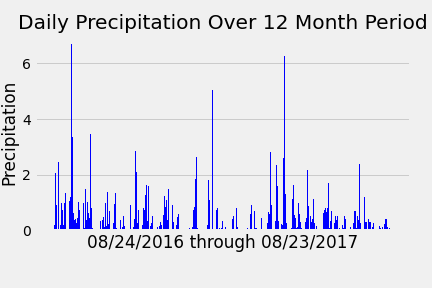 Daily Precipitation Over 12 Month Period
Precipitation
6
4
2
0
08/24/2016 through 08/23/2017